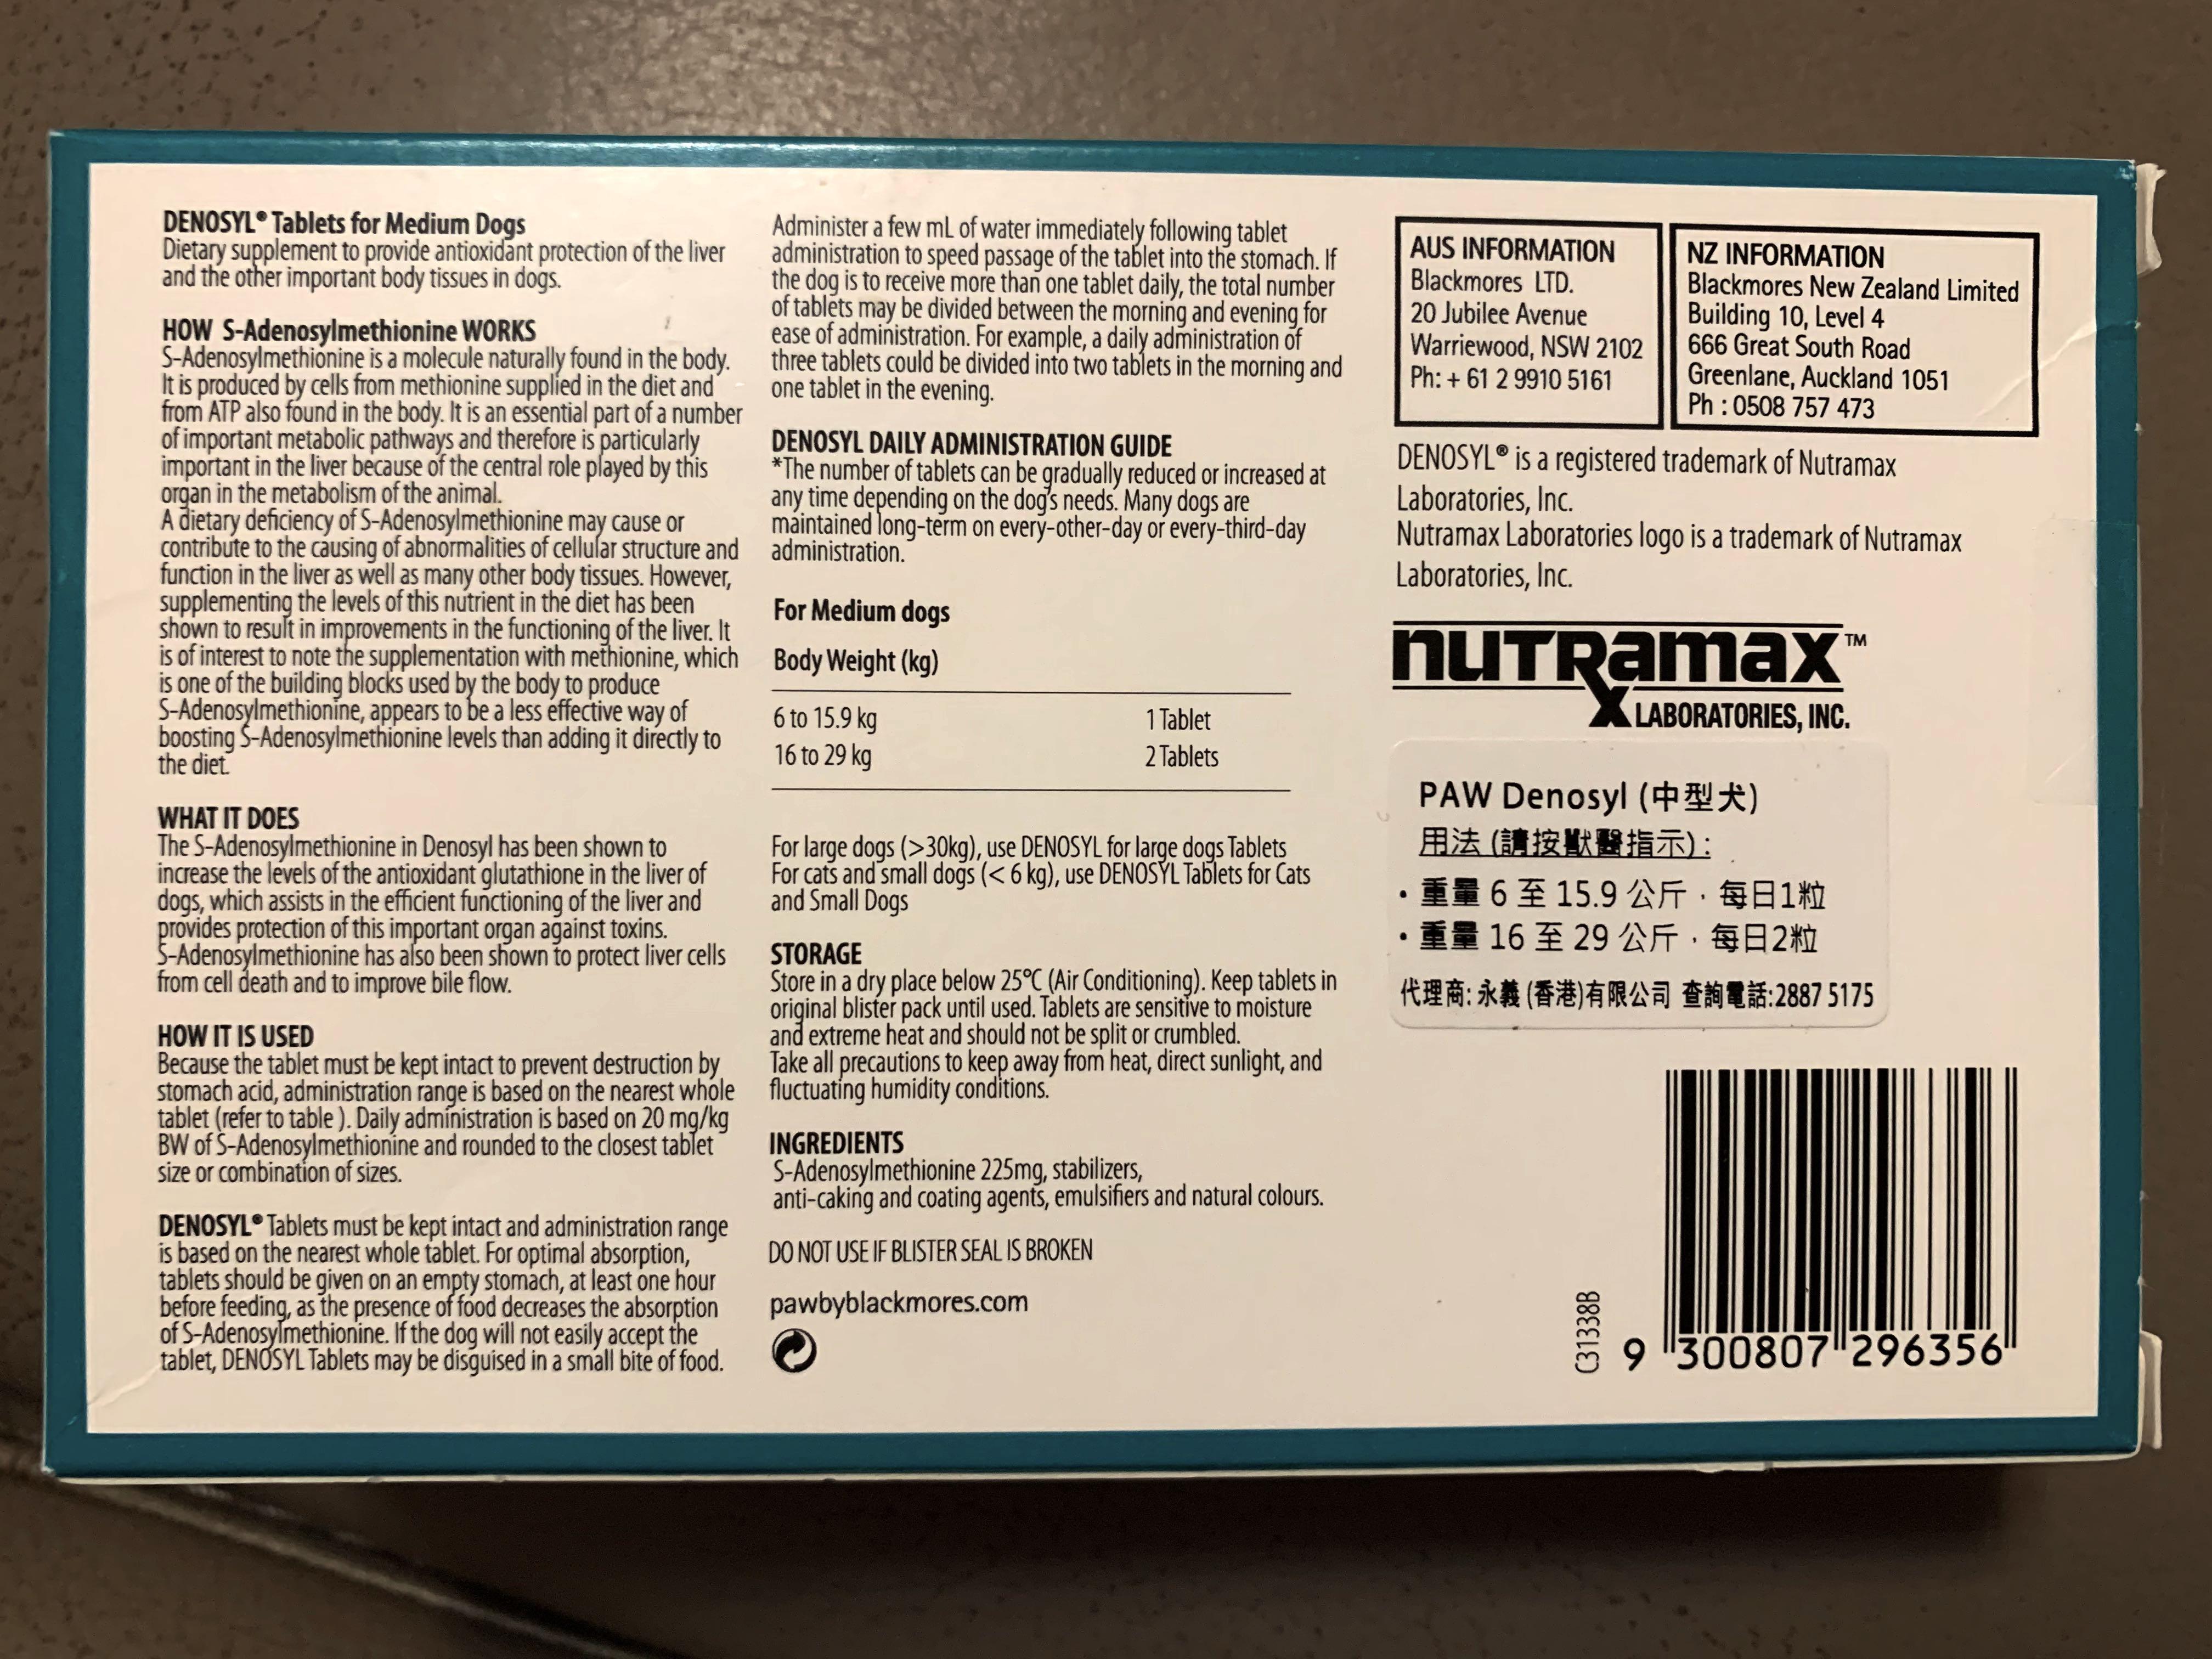 DENOSYL® Tablets for Medium Dogs
Dietary supplement to provide antioxidant protection of the liver
and the other important body tissues in dogs.
HOW S-Adenosylmethionine WORKS
S-Adenosylmethionine is a molecule naturally found in the body.
It is produced by cells from methionine supplied in the diet and
from ATP also found in the body. It is an essential part of a number
of important metabolic pathways and therefore is particularly
important in the liver because of the central role played by this
organ in the metabolism of the animal.
A dietary deficiency of S-Adenosylmethionine may cause or
contribute to the causing of abnormalities of cellular structure and
function in the liver as well as many other body tissues. However,
supplementing the levels of this nutrient in the diet has been
shown to result in improvements in the functioning of the liver. It
is of interest to note the supplementation with methionine, which
is one of the building blocks used by the body to produce
S-Adenosylmethionine, appears to be a less effective way of
boosting S-Adenosylmethionine levels than adding it directly to
the diet.
WHAT IT DOES
The S-Adenosylmethionine in Denosyl has been shown to
increase the levels of the antioxidant glutathione in the liver of
dogs, which assists in the efficient functioning of the liver and
provides protection of this important organ against toxins.
S-Adenosylmethionine has also been shown to protect liver cells
from cell death and to improve bile flow.
HOW IT IS USED
Because the tablet must be kept intact to prevent destruction by
stomach acid, administration range is based on the nearest whole
tablet (refer to table ). Daily administration is based on 20 mg/kg
BW of S-Adenosylmethionine and rounded to the closest tablet
size or combination of sizes.
DENOSYL® Tablets must be kept intact and administration range
is based on the nearest whole tablet. For optimal absorption,
tablets should be given on an empty stomach, at least one hour
before feeding, as the presence of food decreases the absorption
of S-Adenosylmethionine. If the dog will not easily accept the
tablet, DENOSYL Tablets may be disguised in a small bite of food.
Administer a few mL of water immediately following tablet
administration to speed passage of the tablet into the stomach. If
the dog is to receive more than one tablet daily, the total number
of tablets may be divided between the morning and evening for
ease of administration. For example, a daily administration of
three tablets could be divided into two tablets in the morning and
one tablet in the evening.
DENOSYL DAILY ADMINISTRATION GUIDE
*The number of tablets can be gradually reduced or increased at
any time depending on the dog's needs. Many dogs are
maintained long-term on every-other-day or every-third-day
administration.
For Medium dogs
Body Weight (kg)
6 to 15.9 kg 1 Tablet
16 to 29 kg 2 Tablets
For large dogs (>30kg), use DENOSYL for large dogs Tablets
For cats and small dogs (< 6 kg), use DENOSYL Tablets for Cats
and Small Dogs
STORAGE
Store in a dry place below 25°C (Air Conditioning). Keep tablets in
original blister pack until used. Tablets are sensitive to moisture
and extreme heat and should not be split or crumbled.
Take all precautions to keep away from heat, direct sunlight, and
fluctuating humidity conditions.
INGREDIENTS
S-Adenosylmethionine 225mg, stabilizers,
anti-caking and coating agents, emulsifiers and natural colours.
DO NOT USE IF BLISTER SEAL IS BROKEN
pawbyblackmores.com
AUS INFORMATION
Blackmores LTD.
20 Jubilee Avenue
Warriewood, NSW 2102
Ph: + 61 2 9910 5161
NZ INFORMATION
Blackmores New Zealand Limited
Building 10, Level 4
666 Great South Road
Greenlane, Auckland 1051
Ph : 0508 757 473
DENOSYL® is a registered trademark of Nutramax
Laboratories, Inc.
Nutramax Laboratories logo is a trademark of Nutramax
Laboratories, Inc.
nutRamax™
X LABORATORIES, INC.
PAW Denosyl (中型犬)
用法 (請按獸醫指示) :
• 重量 6 至 15.9 公斤，每日1粒
• 重量 16 至 29 公斤，每日2粒
代理商: 永義 (香港)有限公司 查詢電話:2887 5175
C31338B
9 300807 296356